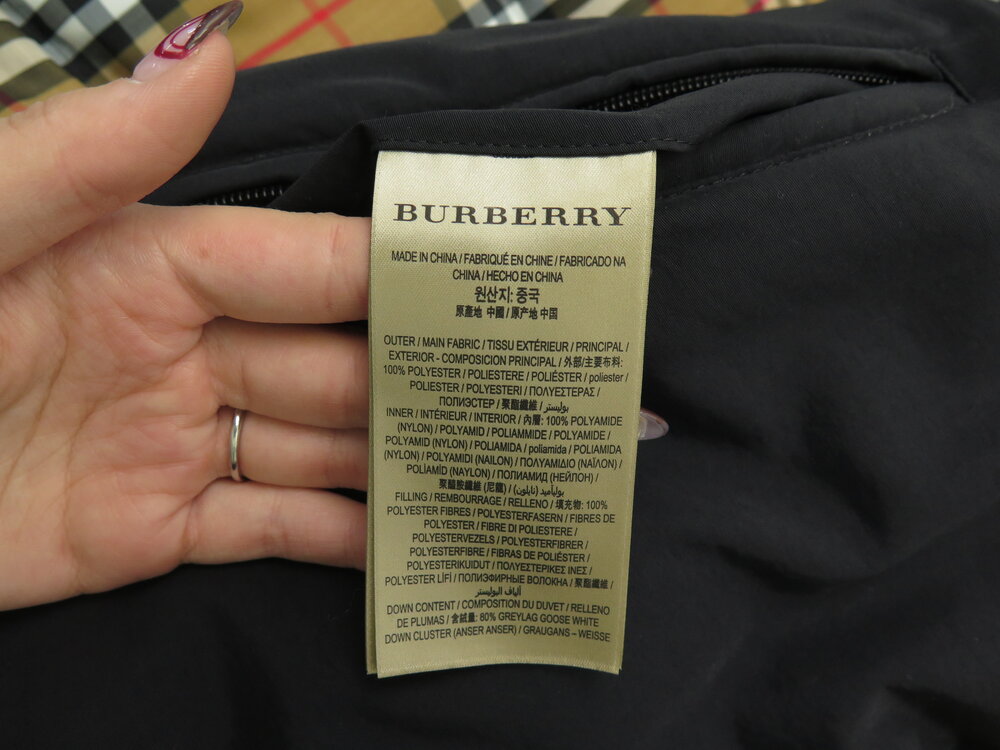 BURBERRY
MADE IN CHINA / FABRIQUÉ EN CHINE / FABRICADO NA
CHINA / HECHO EN CHINA
원산지: 중국
原產地 中國 / 原产地 中国
OUTER / MAIN FABRIC / TISSU EXTÉRIEUR / PRINCIPAL /
EXTERIOR - COMPOSICION PRINCIPAL / 外部/主要布料:
100% POLYESTER / POLIESTERE / POLIÉSTER / poliester /
POLIESTER / POLYESTERI / ΠΟΛΥΕΣΤΕΡΑΣ /
ПОЛИЭСТЕР / 聚酯纖維 / بوليستر
INNER / INTÉRIEUR / INTERIOR / 內層: 100% POLYAMIDE
(NYLON) / POLYAMID / POLIAMMIDE / POLYAMIDE /
POLYAMID (NYLON) / POLIAMIDA / poliamida / POLIAMIDA
(NYLON) / POLYAMIDI (NAILON) / ΠΟΛΥΑΜΙΔΙΟ (ΝΑΪΛΟΝ) /
POLİAMİD (NAYLON) / ПОЛИАМИД (НЕЙЛОН) /
聚醯胺纖維 (尼龍) / بوليأميد (نايلون)
FILLING / REMBOURRAGE / RELLENO / 填充物: 100%
POLYESTER FIBRES / POLYESTERFASERN / FIBRES DE
POLYESTER / FIBRE DI POLIESTERE /
POLYESTERVEZELS / POLYESTERFIBRER /
POLYESTERFIBRE / FIBRAS DE POLIÉSTER /
POLYESTERIKUIDUT / ΠΟΛΥΕΣΤΕΡΙΚΕΣ ΙΝΕΣ /
POLYESTER LİFİ / ПОЛИЭФИРНЫЕ ВОЛОКНА / 聚酯纖維 /
ألياف البوليستر
DOWN CONTENT / COMPOSITION DU DUVET / RELLENO
DE PLUMAS / 含絨量: 80% GREYLAG GOOSE WHITE
DOWN CLUSTER (ANSER ANSER) / GRAUGANS - WEISSE